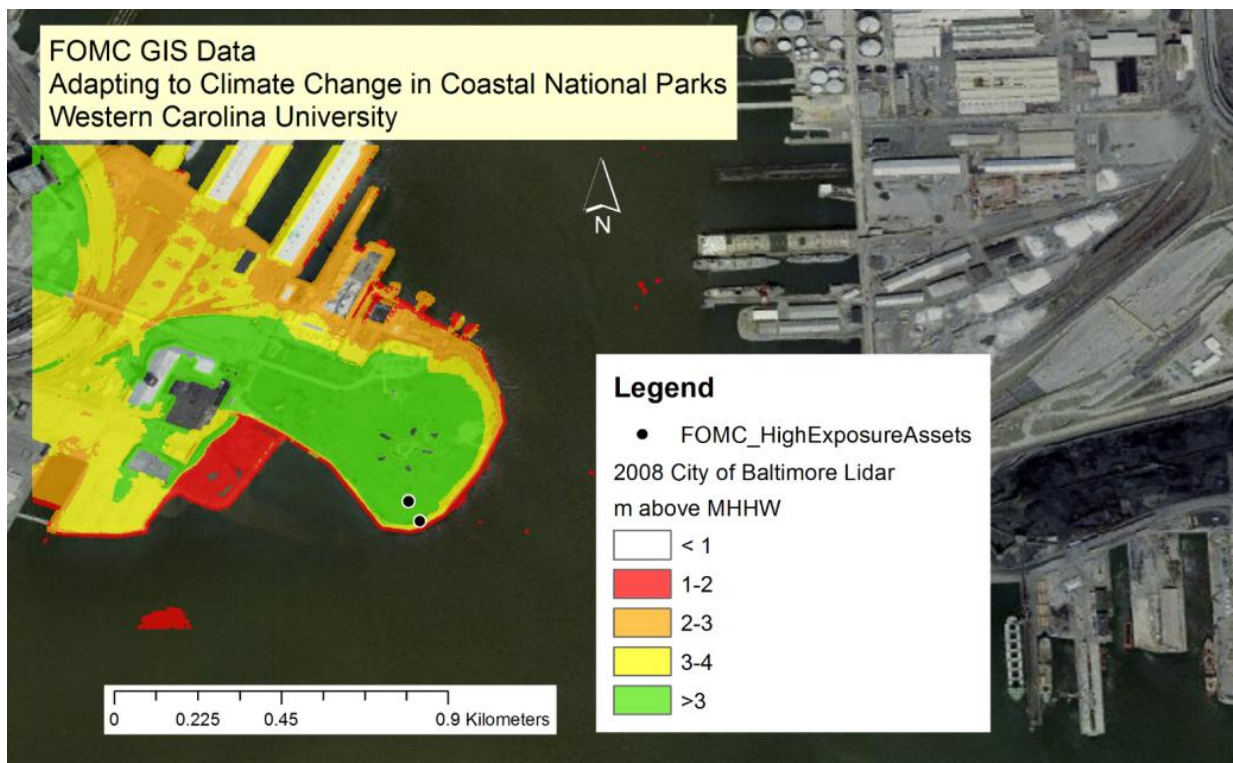 FOMC GIS Data
Adapting to Climate Change in Coastal National Parks
Western Carolina University
N
Legend
FOMC_HighExposureAssets
2008 City of Baltimore Lidar
m above MHHW
< 1
1-2
2-3
3-4
>3
0 0.225 0.45 0.9 Kilometers